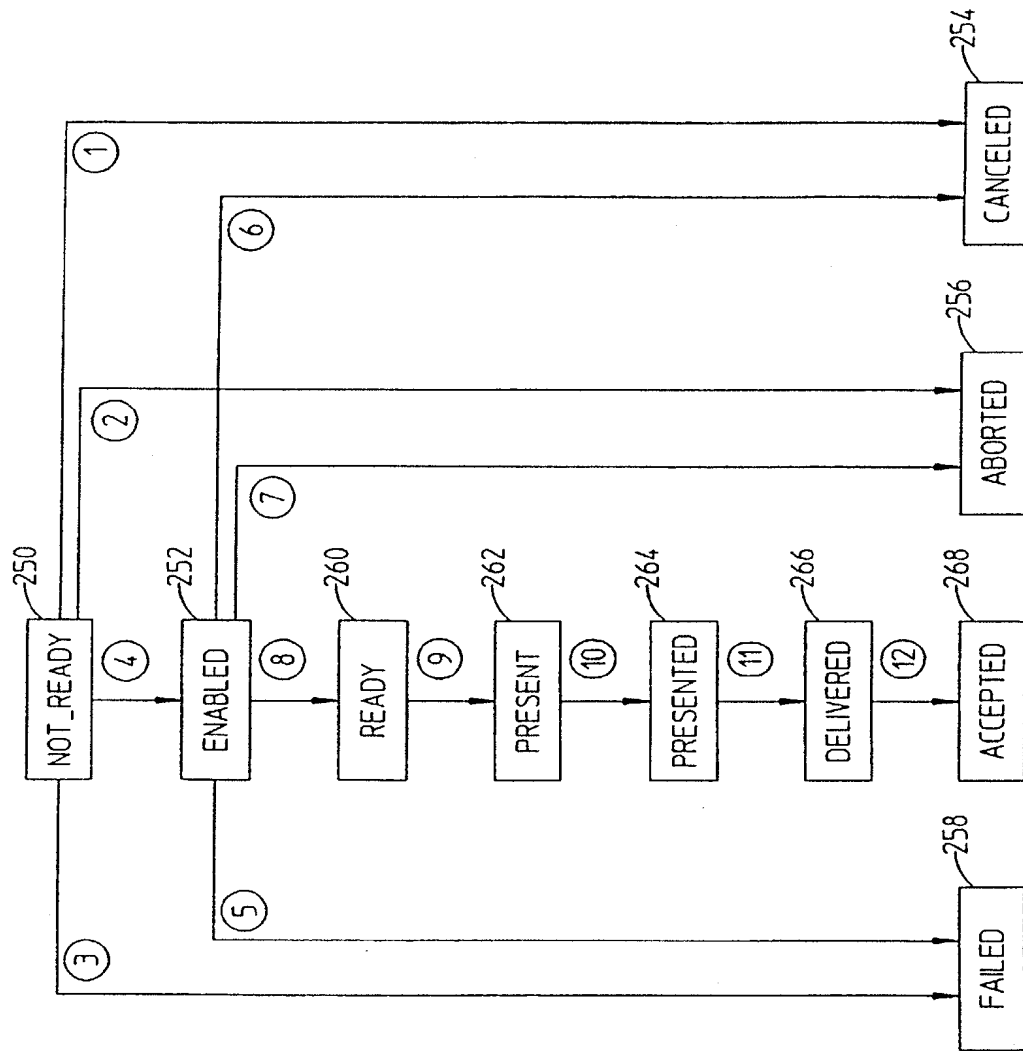 250
NOT_READY
1
2
3
4
252
ENABLED
5
6
7
8
260
READY
9
262
PRESENT
10
264
PRESENTED
11
266
DELIVERED
12
258
FAILED
268
ACCEPTED
256
ABORTED
254
CANCELED